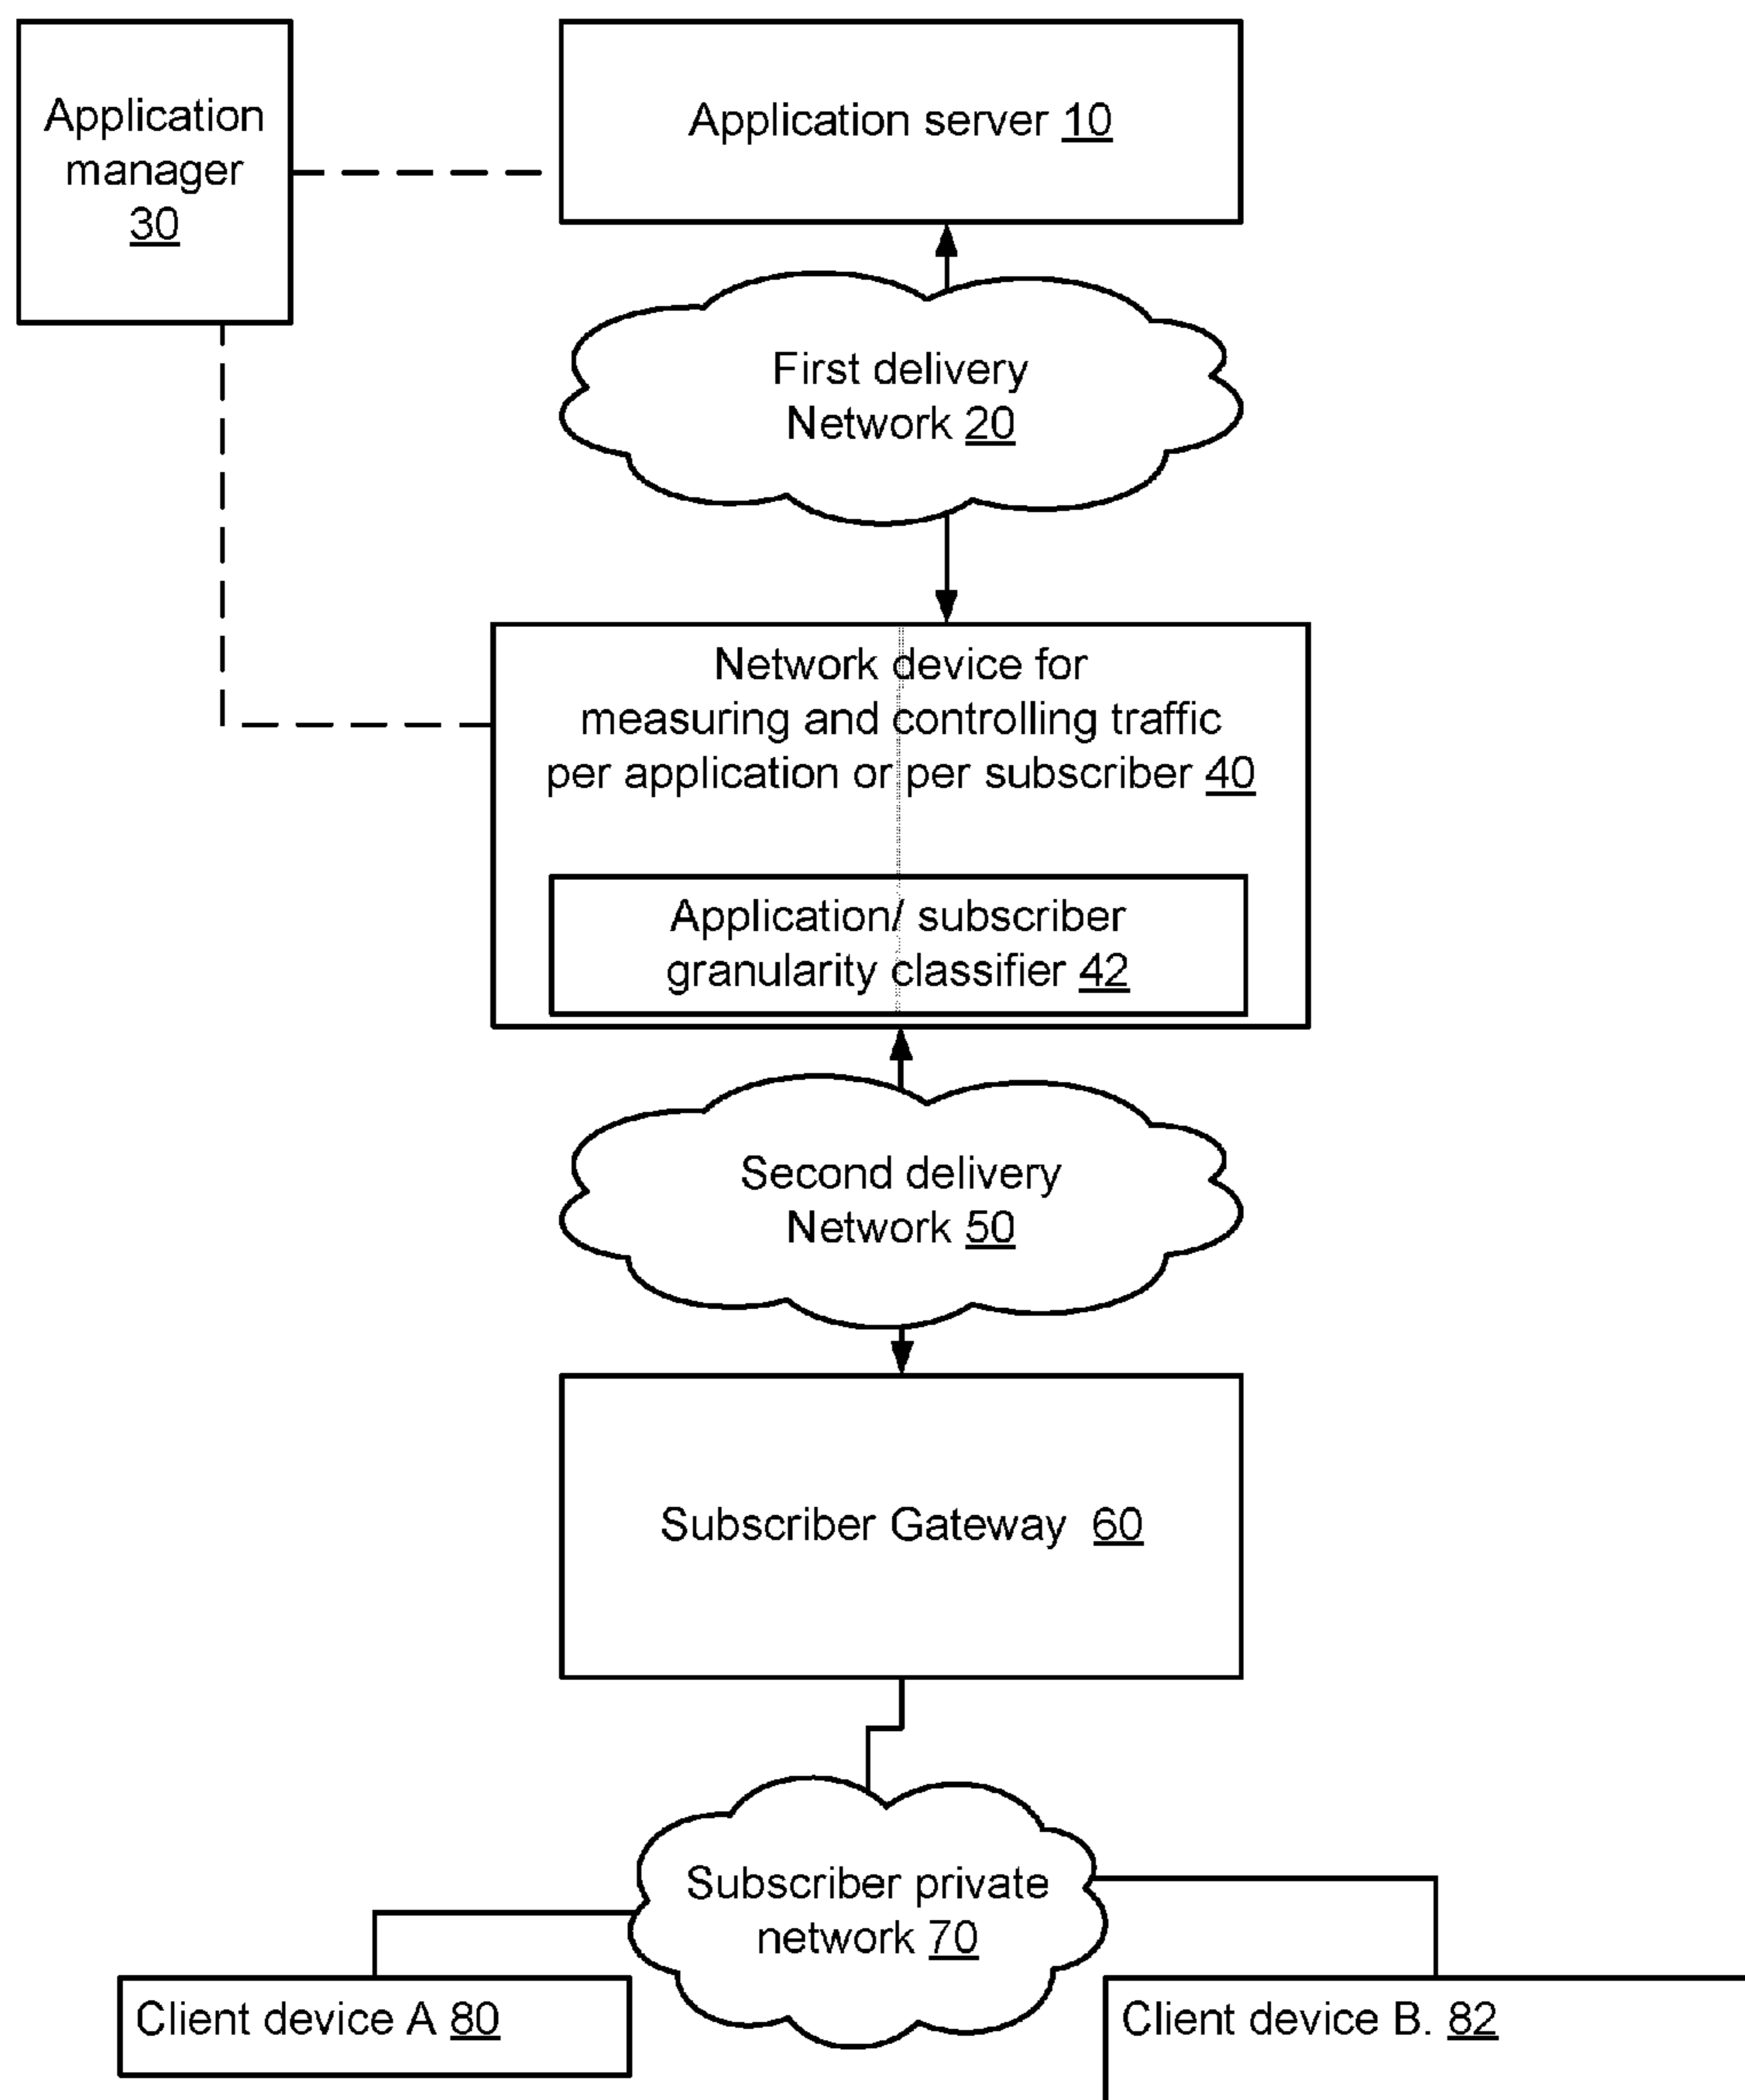 Application
manager
30
Application server 10
First delivery
Network 20
Network device for
measuring and controlling traffic
per application or per subscriber 40
Application/ subscriber
granularity classifier 42
Second delivery
Network 50
Subscriber Gateway 60
Subscriber private
network 70
Client device A 80
Client device B. 82